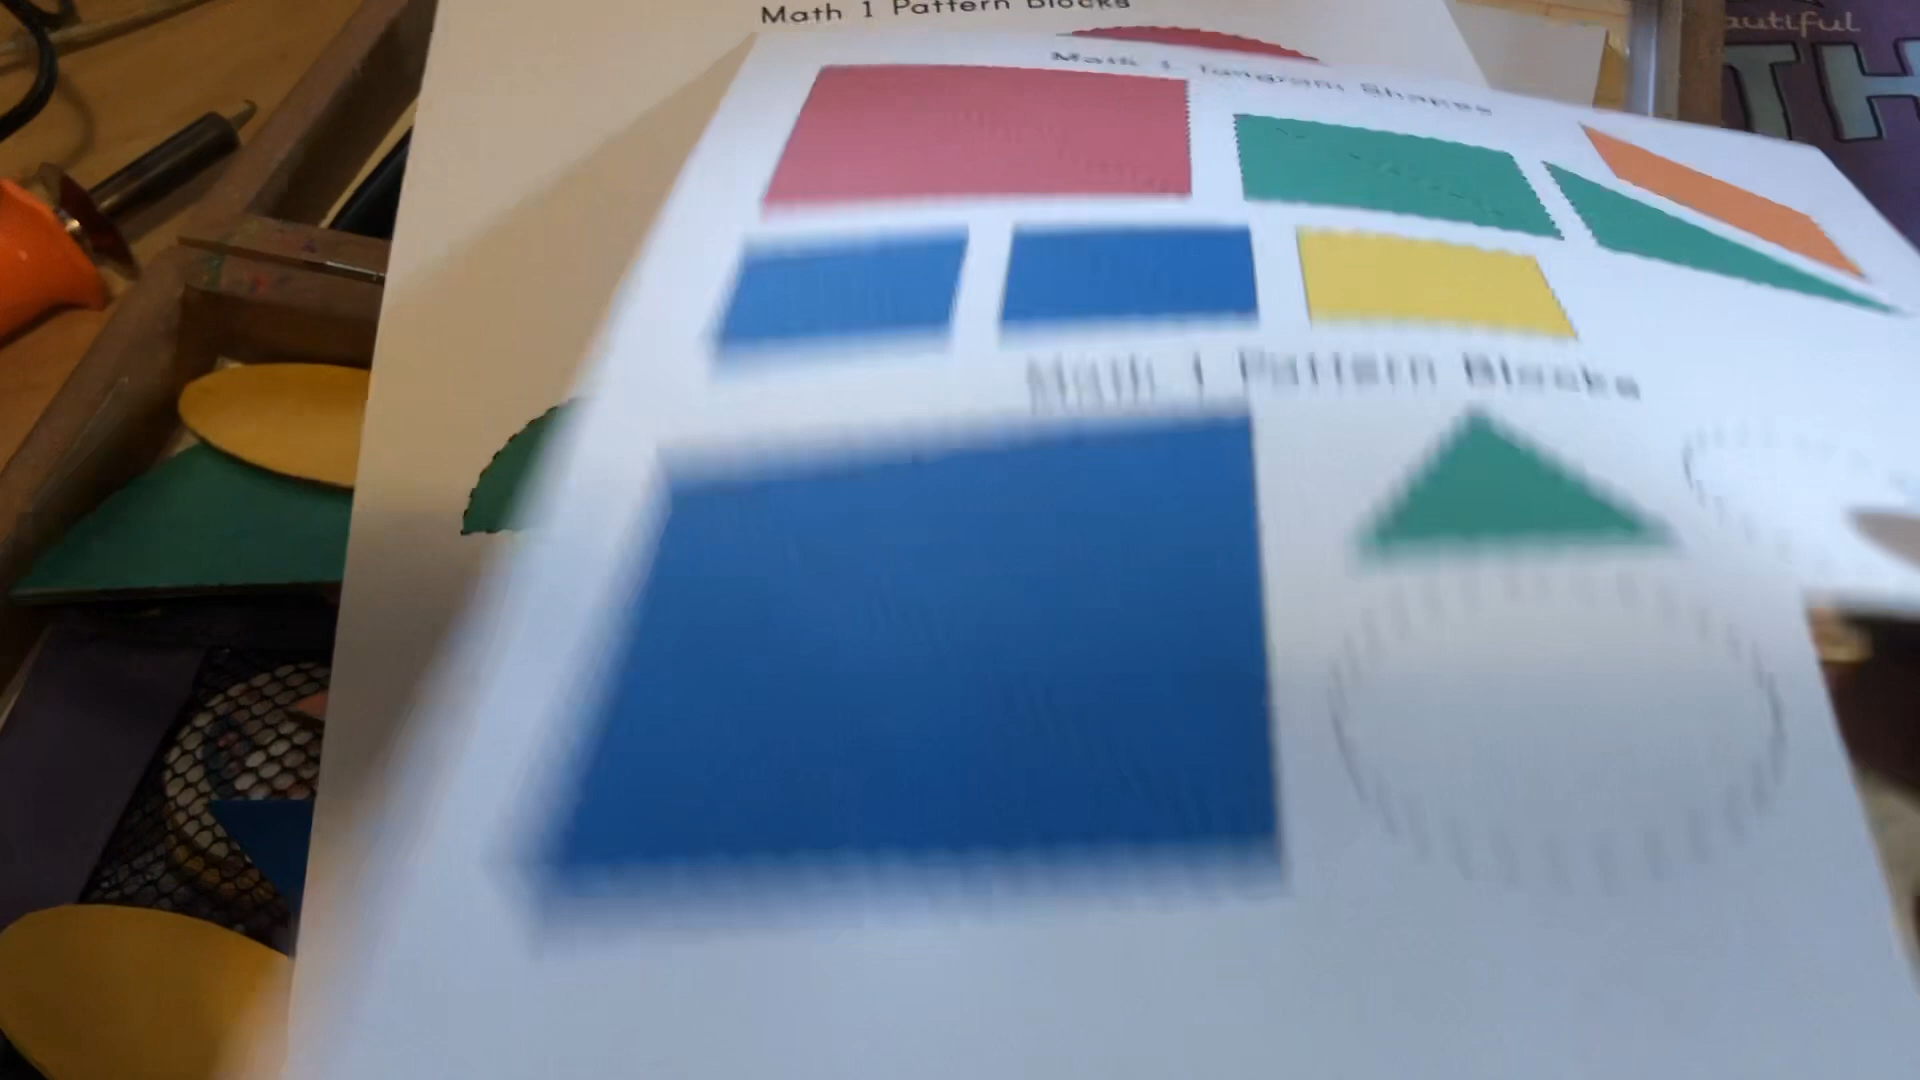 Math 1 Pattern Blocks
autiful
TH
Math 1 Tangram Shapes
Math 1 Pattern Blocks